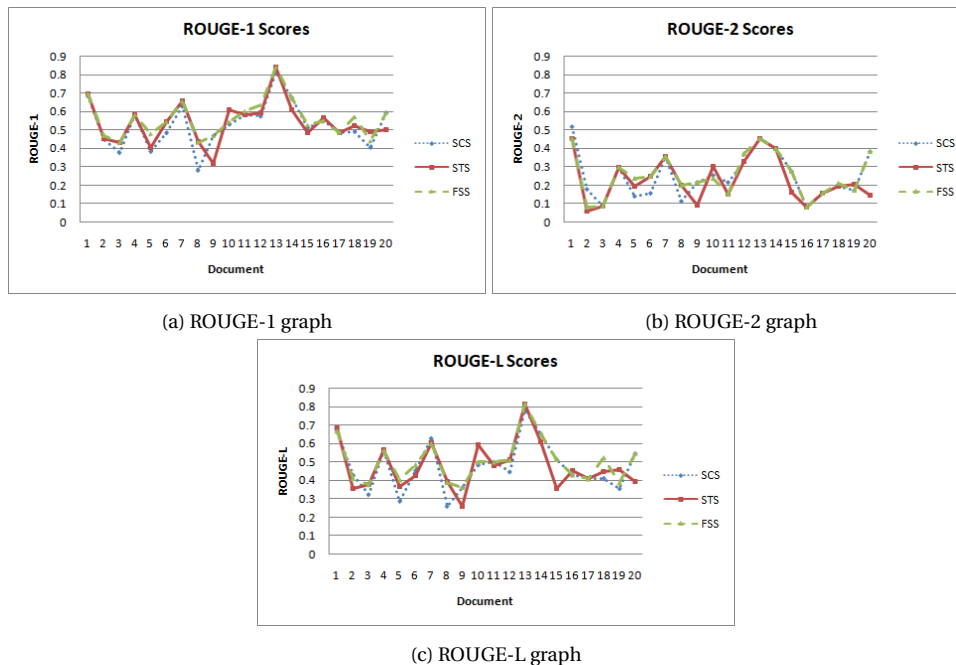 ROUGE-1 Scores
ROUGE-1
0.9
0.8
0.7
0.6
0.5
0.4
0.3
0.2
0.1
0
1 2 3 4 5 6 7 8 9 10 11 12 13 14 15 16 17 18 19 20
Document
SCS
STS
FSS
(a) ROUGE-1 graph
ROUGE-2 Scores
ROUGE-2
0.9
0.8
0.7
0.6
0.5
0.4
0.3
0.2
0.1
0
1 2 3 4 5 6 7 8 9 10 11 12 13 14 15 16 17 18 19 20
Document
SCS
STS
FSS
(b) ROUGE-2 graph
ROUGE-L Scores
ROUGE-L
0.9
0.8
0.7
0.6
0.5
0.4
0.3
0.2
0.1
0
1 2 3 4 5 6 7 8 9 10 11 12 13 14 15 16 17 18 19 20
Document
SCS
STS
FSS
(c) ROUGE-L graph